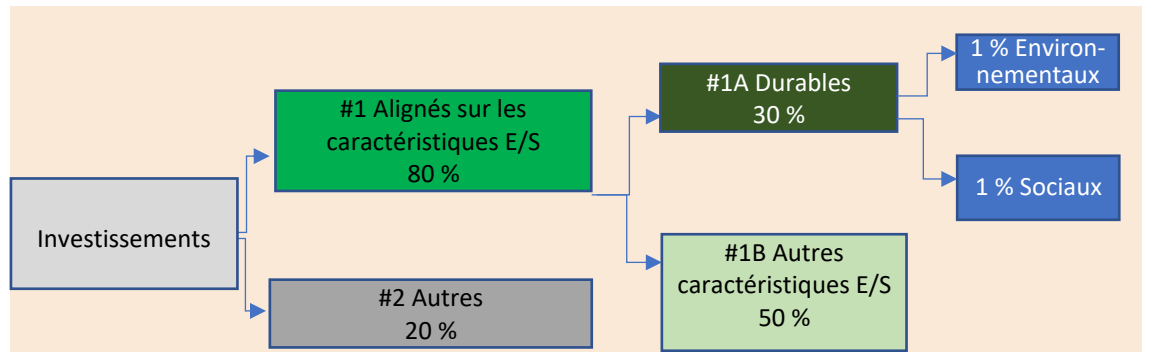 Investissements
#1 Alignés sur les
caractéristiques E/S
80 %
#2 Autres
20 %
#1A Durables
30 %
#1B Autres
caractéristiques E/S
50 %
1 % Environ-
nementaux
1 % Sociaux